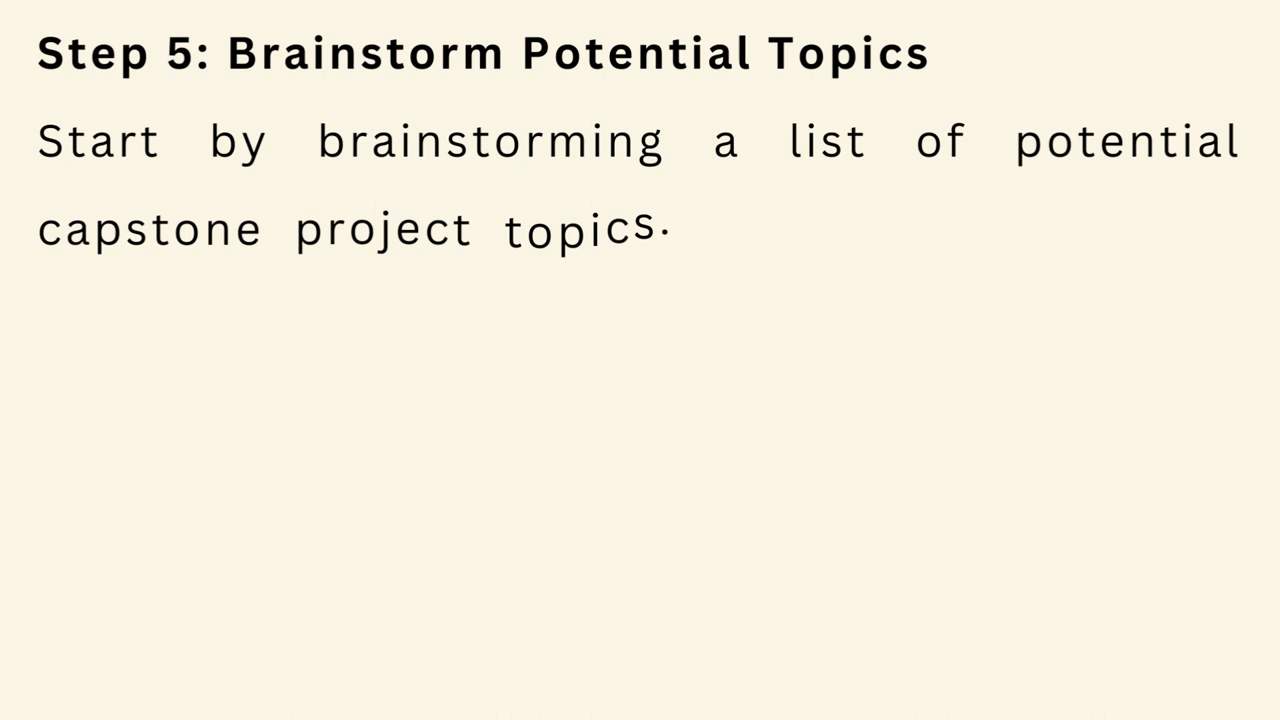 Step 5: Brainstorm Potential Topics
Start by brainstorming a list of potential
capstone project topics.